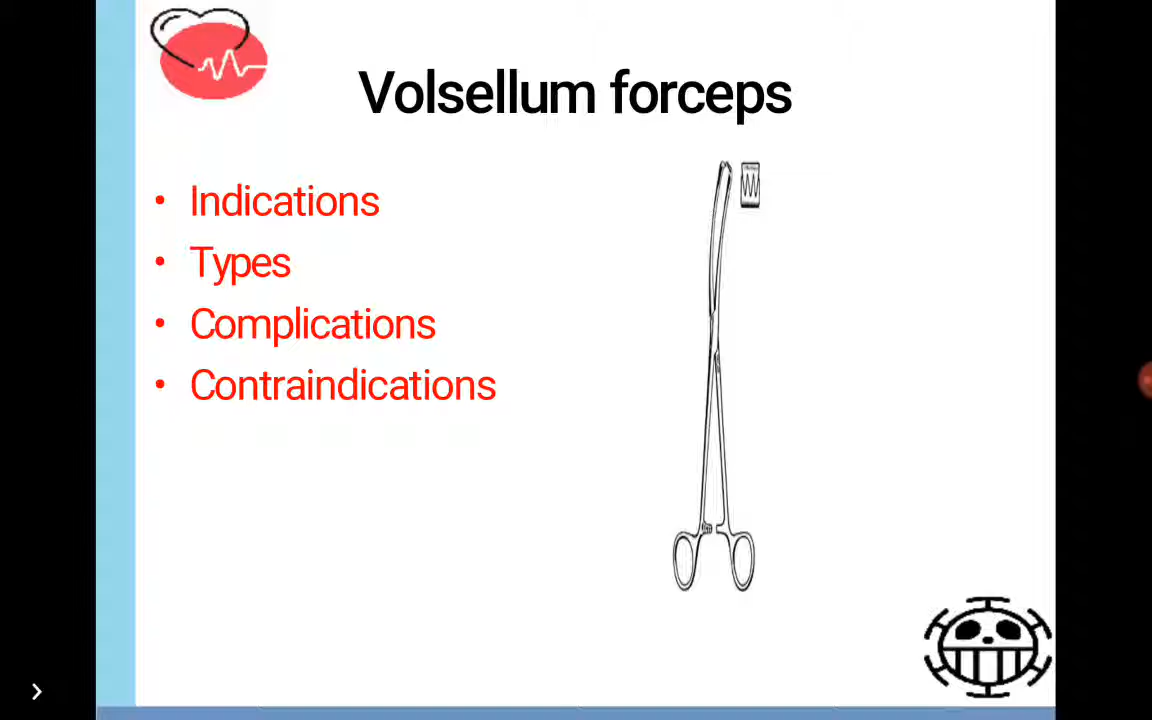 Volsellum forceps
• Indications
• Types
• Complications
• Contraindications